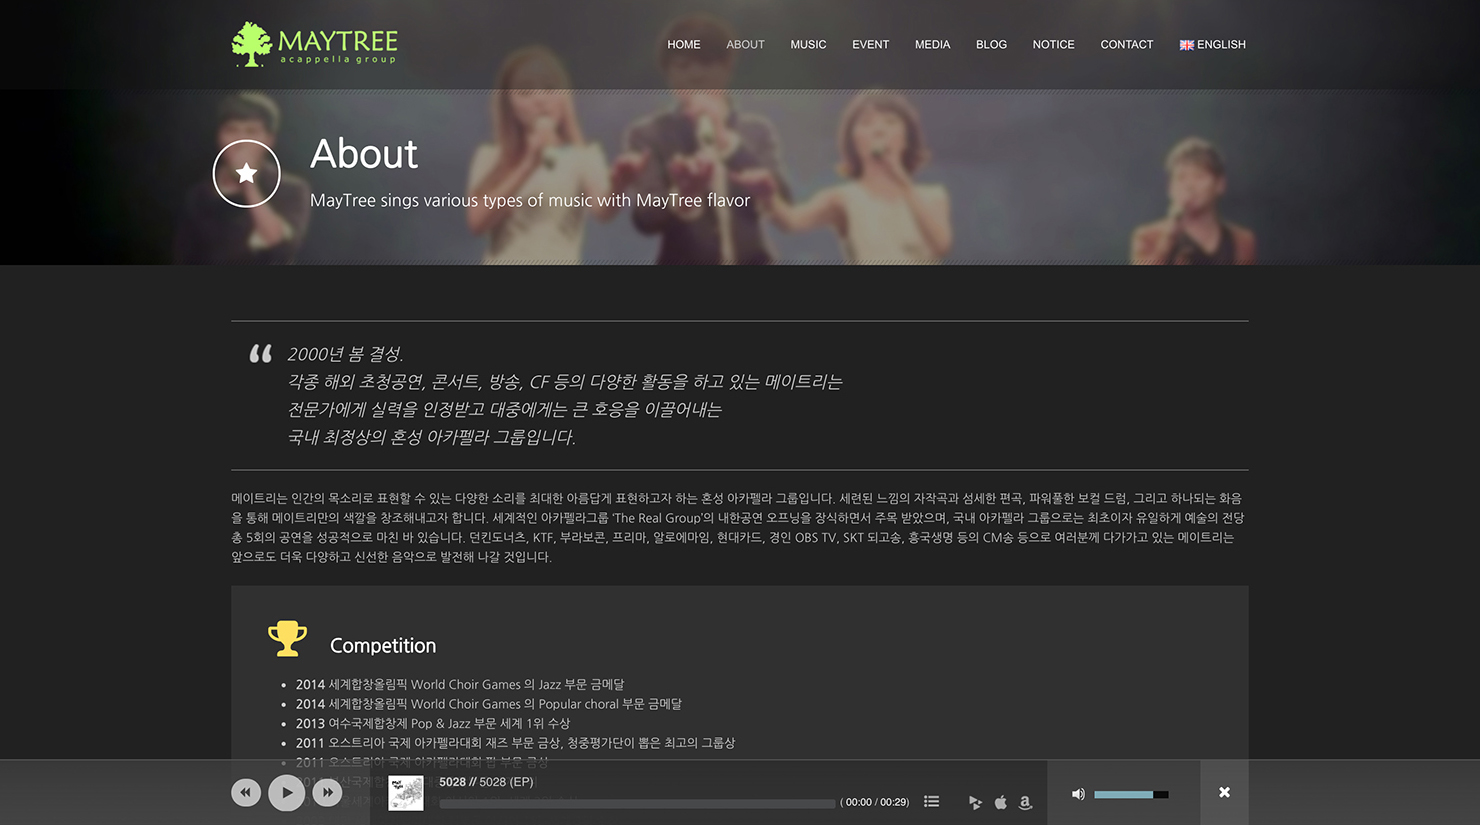 MAYTREE
acappella group
HOME ABOUT MUSIC EVENT MEDIA BLOG NOTICE CONTACT ENGLISH
About
MayTree sings various types of music with MayTree flavor
2000년 봄 결성.
각종 해외 초청공연, 콘서트, 방송, CF 등의 다양한 활동을 하고 있는 메이트리는
전문가에게 실력을 인정받고 대중에게는 큰 호응을 이끌어내는
국내 최정상의 혼성 아카펠라 그룹입니다.
메이트리는 인간의 목소리로 표현할 수 있는 다양한 소리를 최대한 아름답게 표현하고자 하는 혼성 아카펠라 그룹입니다. 세련된 느낌의 자작곡과 섬세한 편곡, 파워풀한 보컬 드럼, 그리고 하나되는 화음
을 통해 메이트리만의 색깔을 창조해내고자 합니다. 세계적인 아카펠라그룹 ‘The Real Group’의 내한공연 오프닝을 장식하면서 주목 받았으며, 국내 아카펠라 그룹으로는 최초이자 유일하게 예술의 전당
총 5회의 공연을 성공적으로 마친 바 있습니다. 던킨도너츠, KTF, 부라보콘, 프리마, 알로에마임, 현대카드, 경인 OBS TV, SKT 되고송, 흥국생명 등의 CM송 등으로 여러분께 다가가고 있는 메이트리는
앞으로도 더욱 다양하고 신선한 음악으로 발전해 나갈 것입니다.
Competition
2014 세계합창올림픽 World Choir Games 의 Jazz 부문 금메달
2014 세계합창올림픽 World Choir Games 의 Popular choral 부문 금메달
2013 여수국제합창제 Pop & Jazz 부문 세계 1위 수상
2011 오스트리아 국제 아카펠라대회 재즈 부문 금상, 청중평가단이 뽑은 최고의 그룹상
2011 오스트리아 국제 아카펠라대회 팝 부문 금상
5028 // 5028 (EP)
( 00:00 / 00:29)